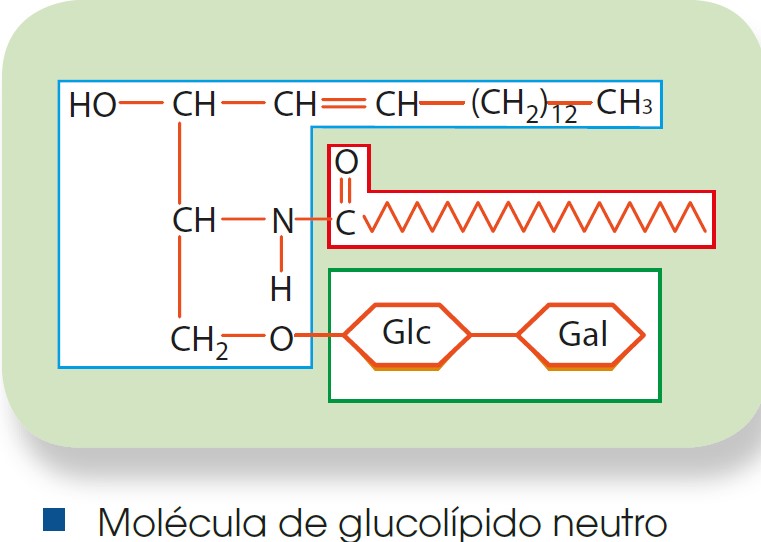 HO CH CH CH (CH2)12 CH3
O
CH N C
H
CH2 O Glc Gal
Molécula de glucolípido neutro